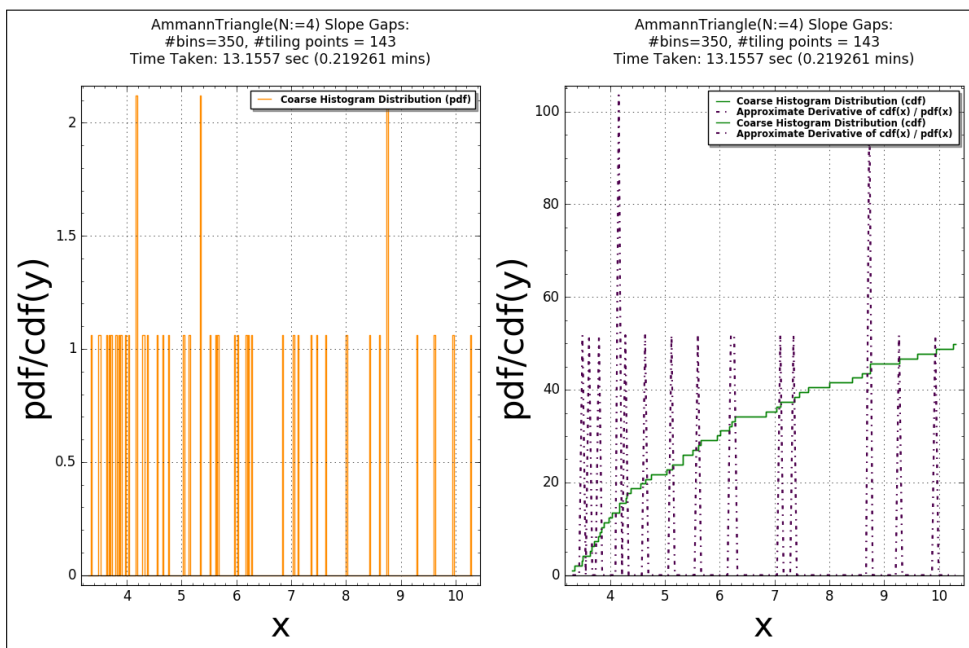 AmmannTriangle(N:=4) Slope Gaps:
#bins=350, #tiling points = 143
Time Taken: 13.1557 sec (0.219261 mins)
Coarse Histogram Distribution (pdf)
2
1.5
1
0.5
0
pdf/cdf(y)
4 5 6 7 8 9 10
x
AmmannTriangle(N:=4) Slope Gaps:
#bins=350, #tiling points = 143
Time Taken: 13.1557 sec (0.219261 mins)
Coarse Histogram Distribution (cdf)
Approximate Derivative of cdf(x) / pdf(x)
Coarse Histogram Distribution (cdf)
Approximate Derivative of cdf(x) / pdf(x)
100
80
60
40
20
0
pdf/cdf(y)
4 5 6 7 8 9 10
x